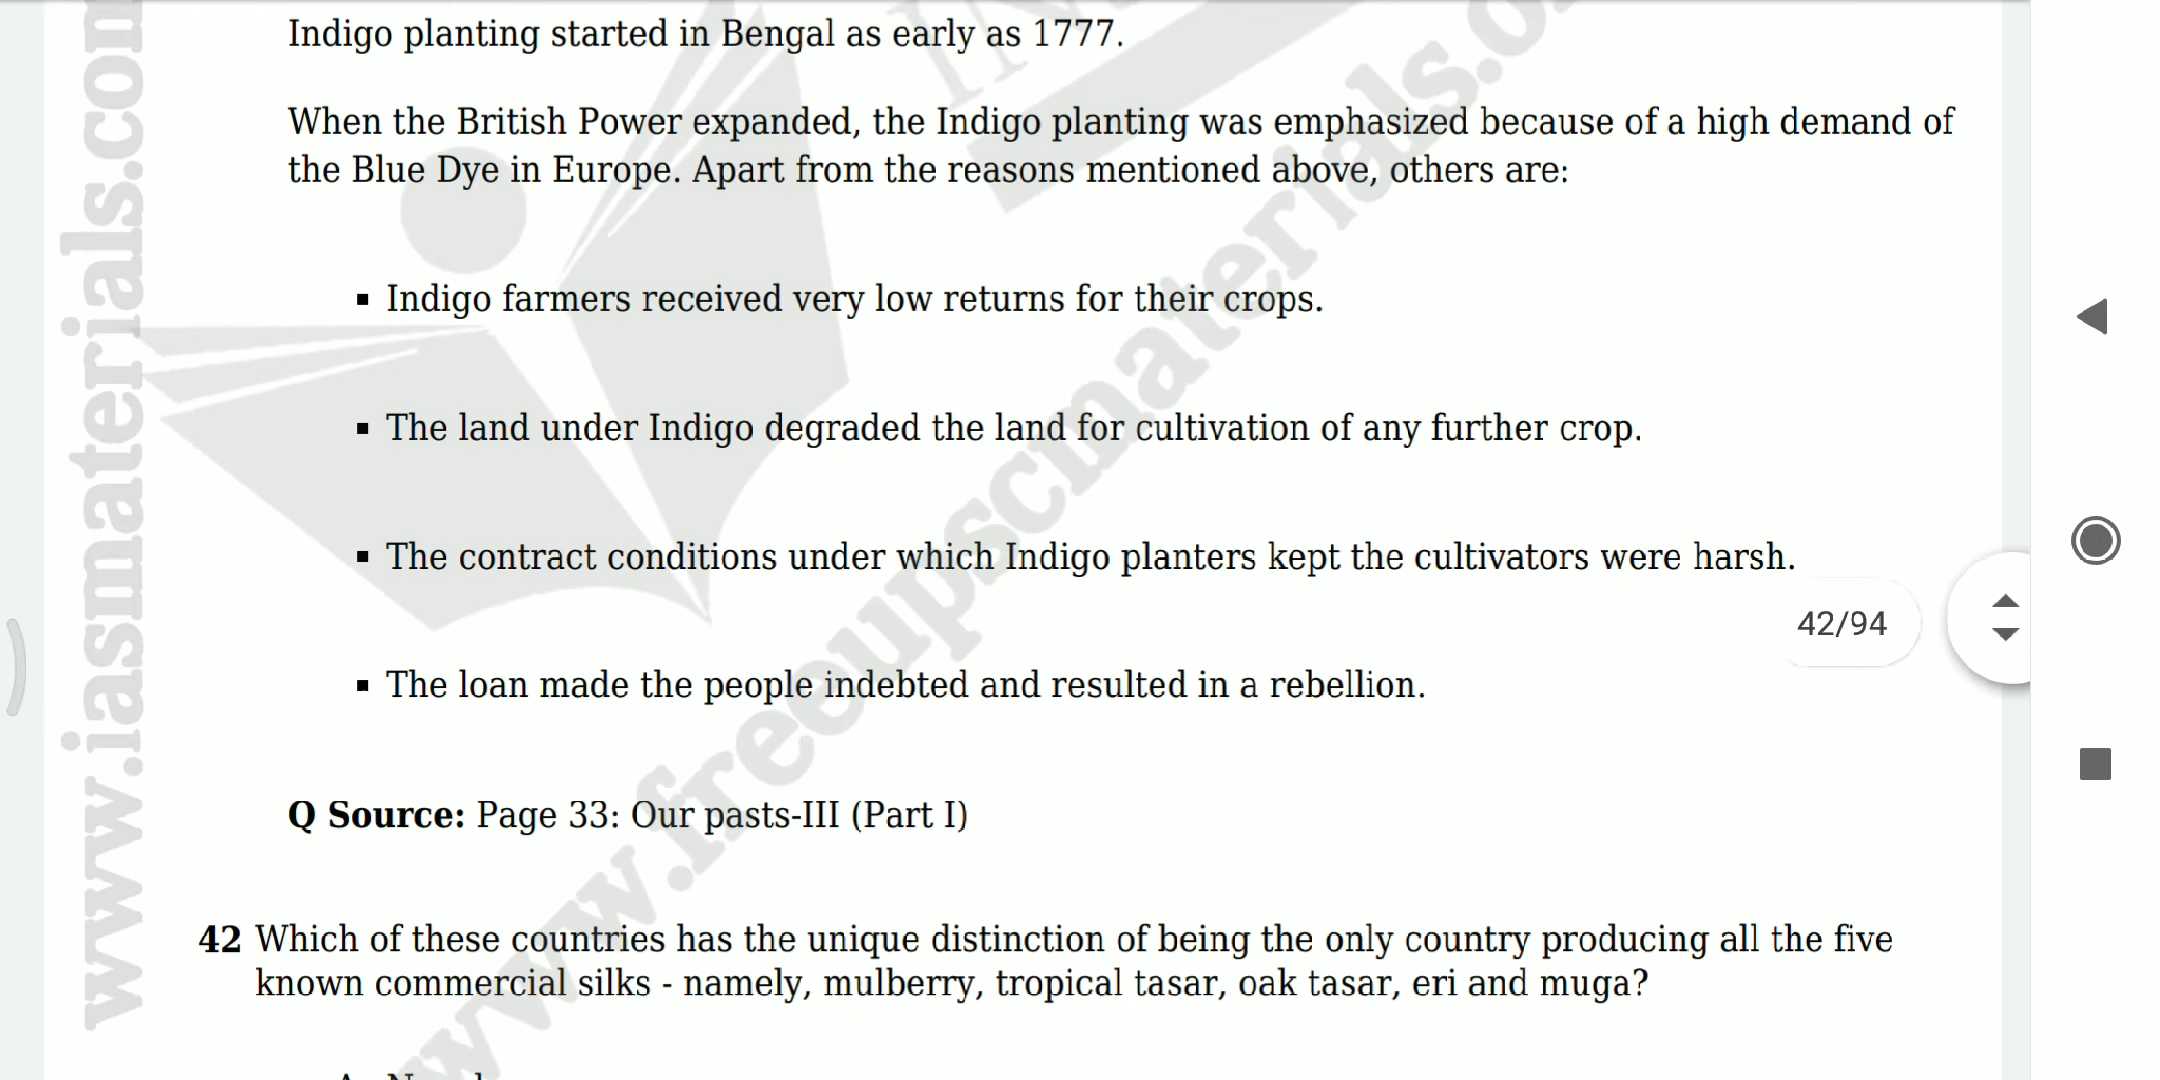 Indigo planting started in Bengal as early as 1777.
When the British Power expanded, the Indigo planting was emphasized because of a high demand of
the Blue Dye in Europe. Apart from the reasons mentioned above, others are:
▪ Indigo farmers received very low returns for their crops.
▪ The land under Indigo degraded the land for cultivation of any further crop.
▪ The contract conditions under which Indigo planters kept the cultivators were harsh.
42/94
▪ The loan made the people indebted and resulted in a rebellion.
Q Source: Page 33: Our pasts-III (Part I)
42 Which of these countries has the unique distinction of being the only country producing all the five
known commercial silks - namely, mulberry, tropical tasar, oak tasar, eri and muga?
www.iasmaterials.com
www.freeupscmaterials.o